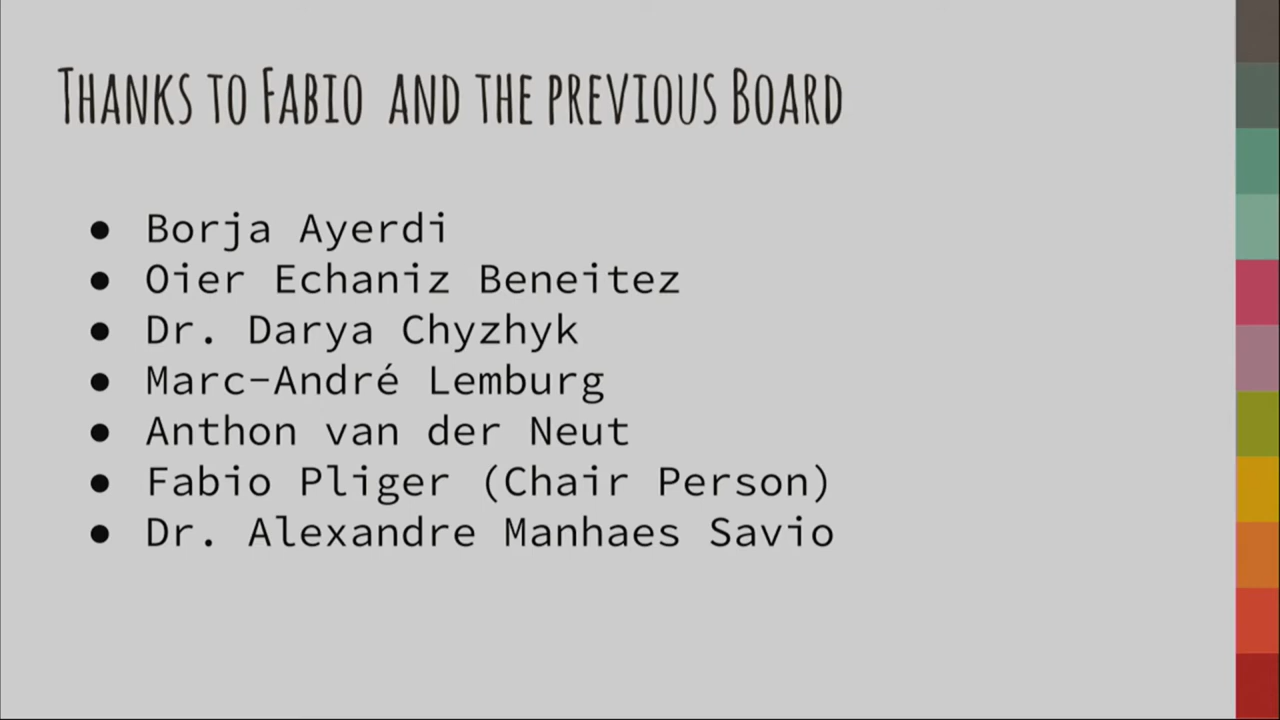 Thanks to Fabio and the previous Board
● Borja Ayerdi
● Oier Echaniz Beneitez
● Dr. Darya Chyzhyk
● Marc-André Lemburg
● Anthon van der Neut
● Fabio Pliger (Chair Person)
● Dr. Alexandre Manhaes Savio